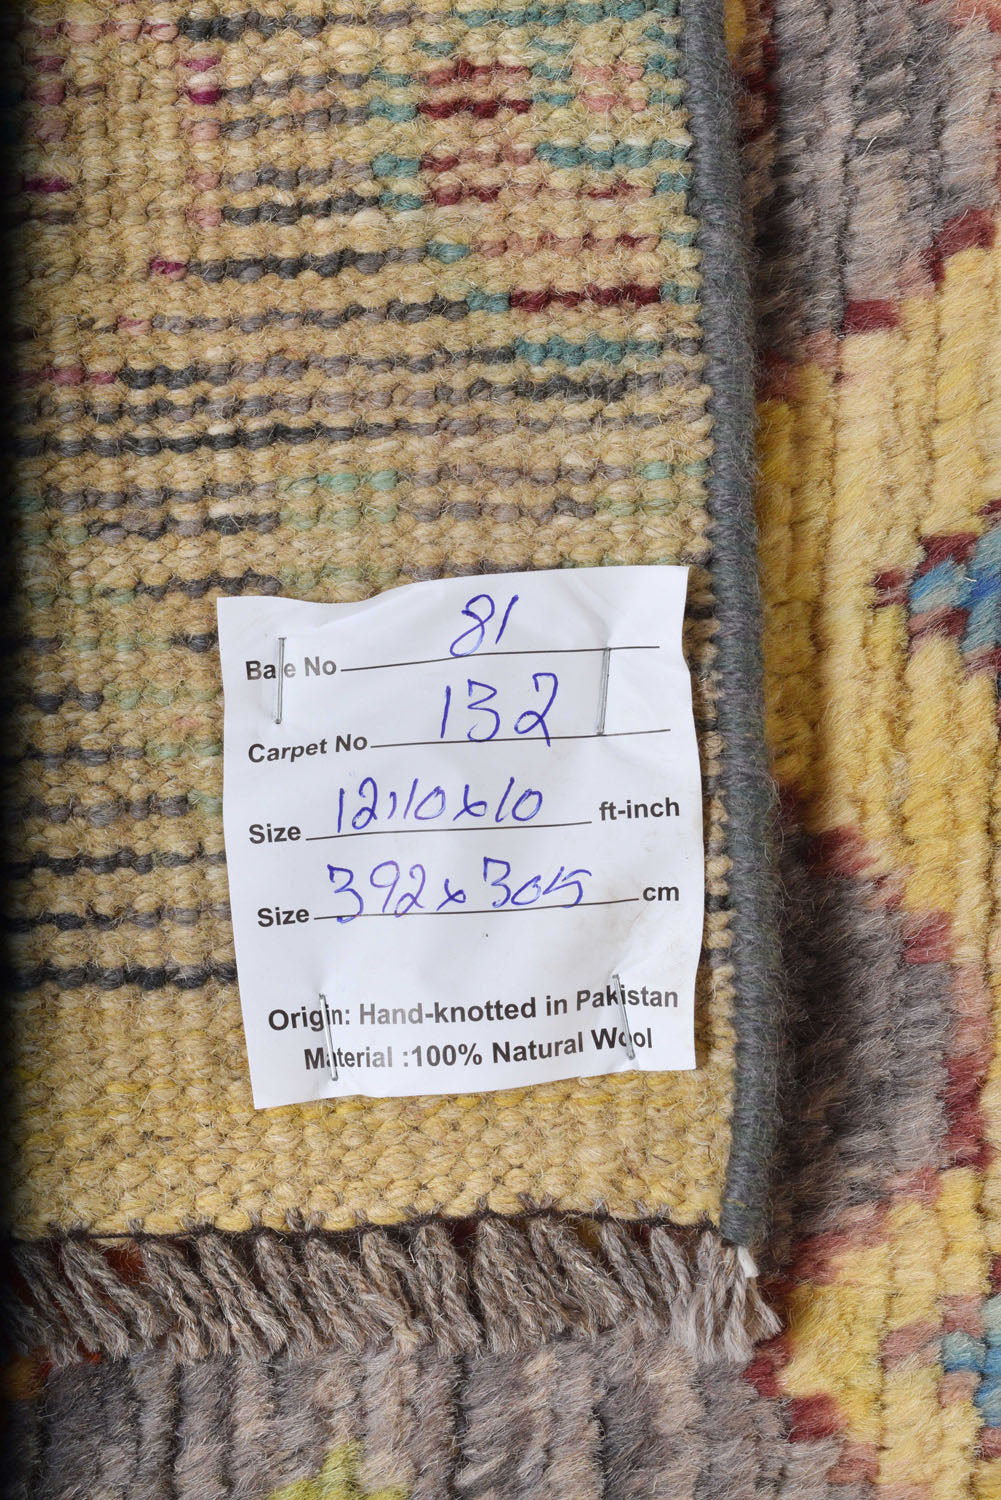 Bale No 81
Carpet No 132
Size 12,10x10 ft-inch
Size 392x305 cm
Origin: Hand-knotted in Pakistan
Material :100% Natural Wool